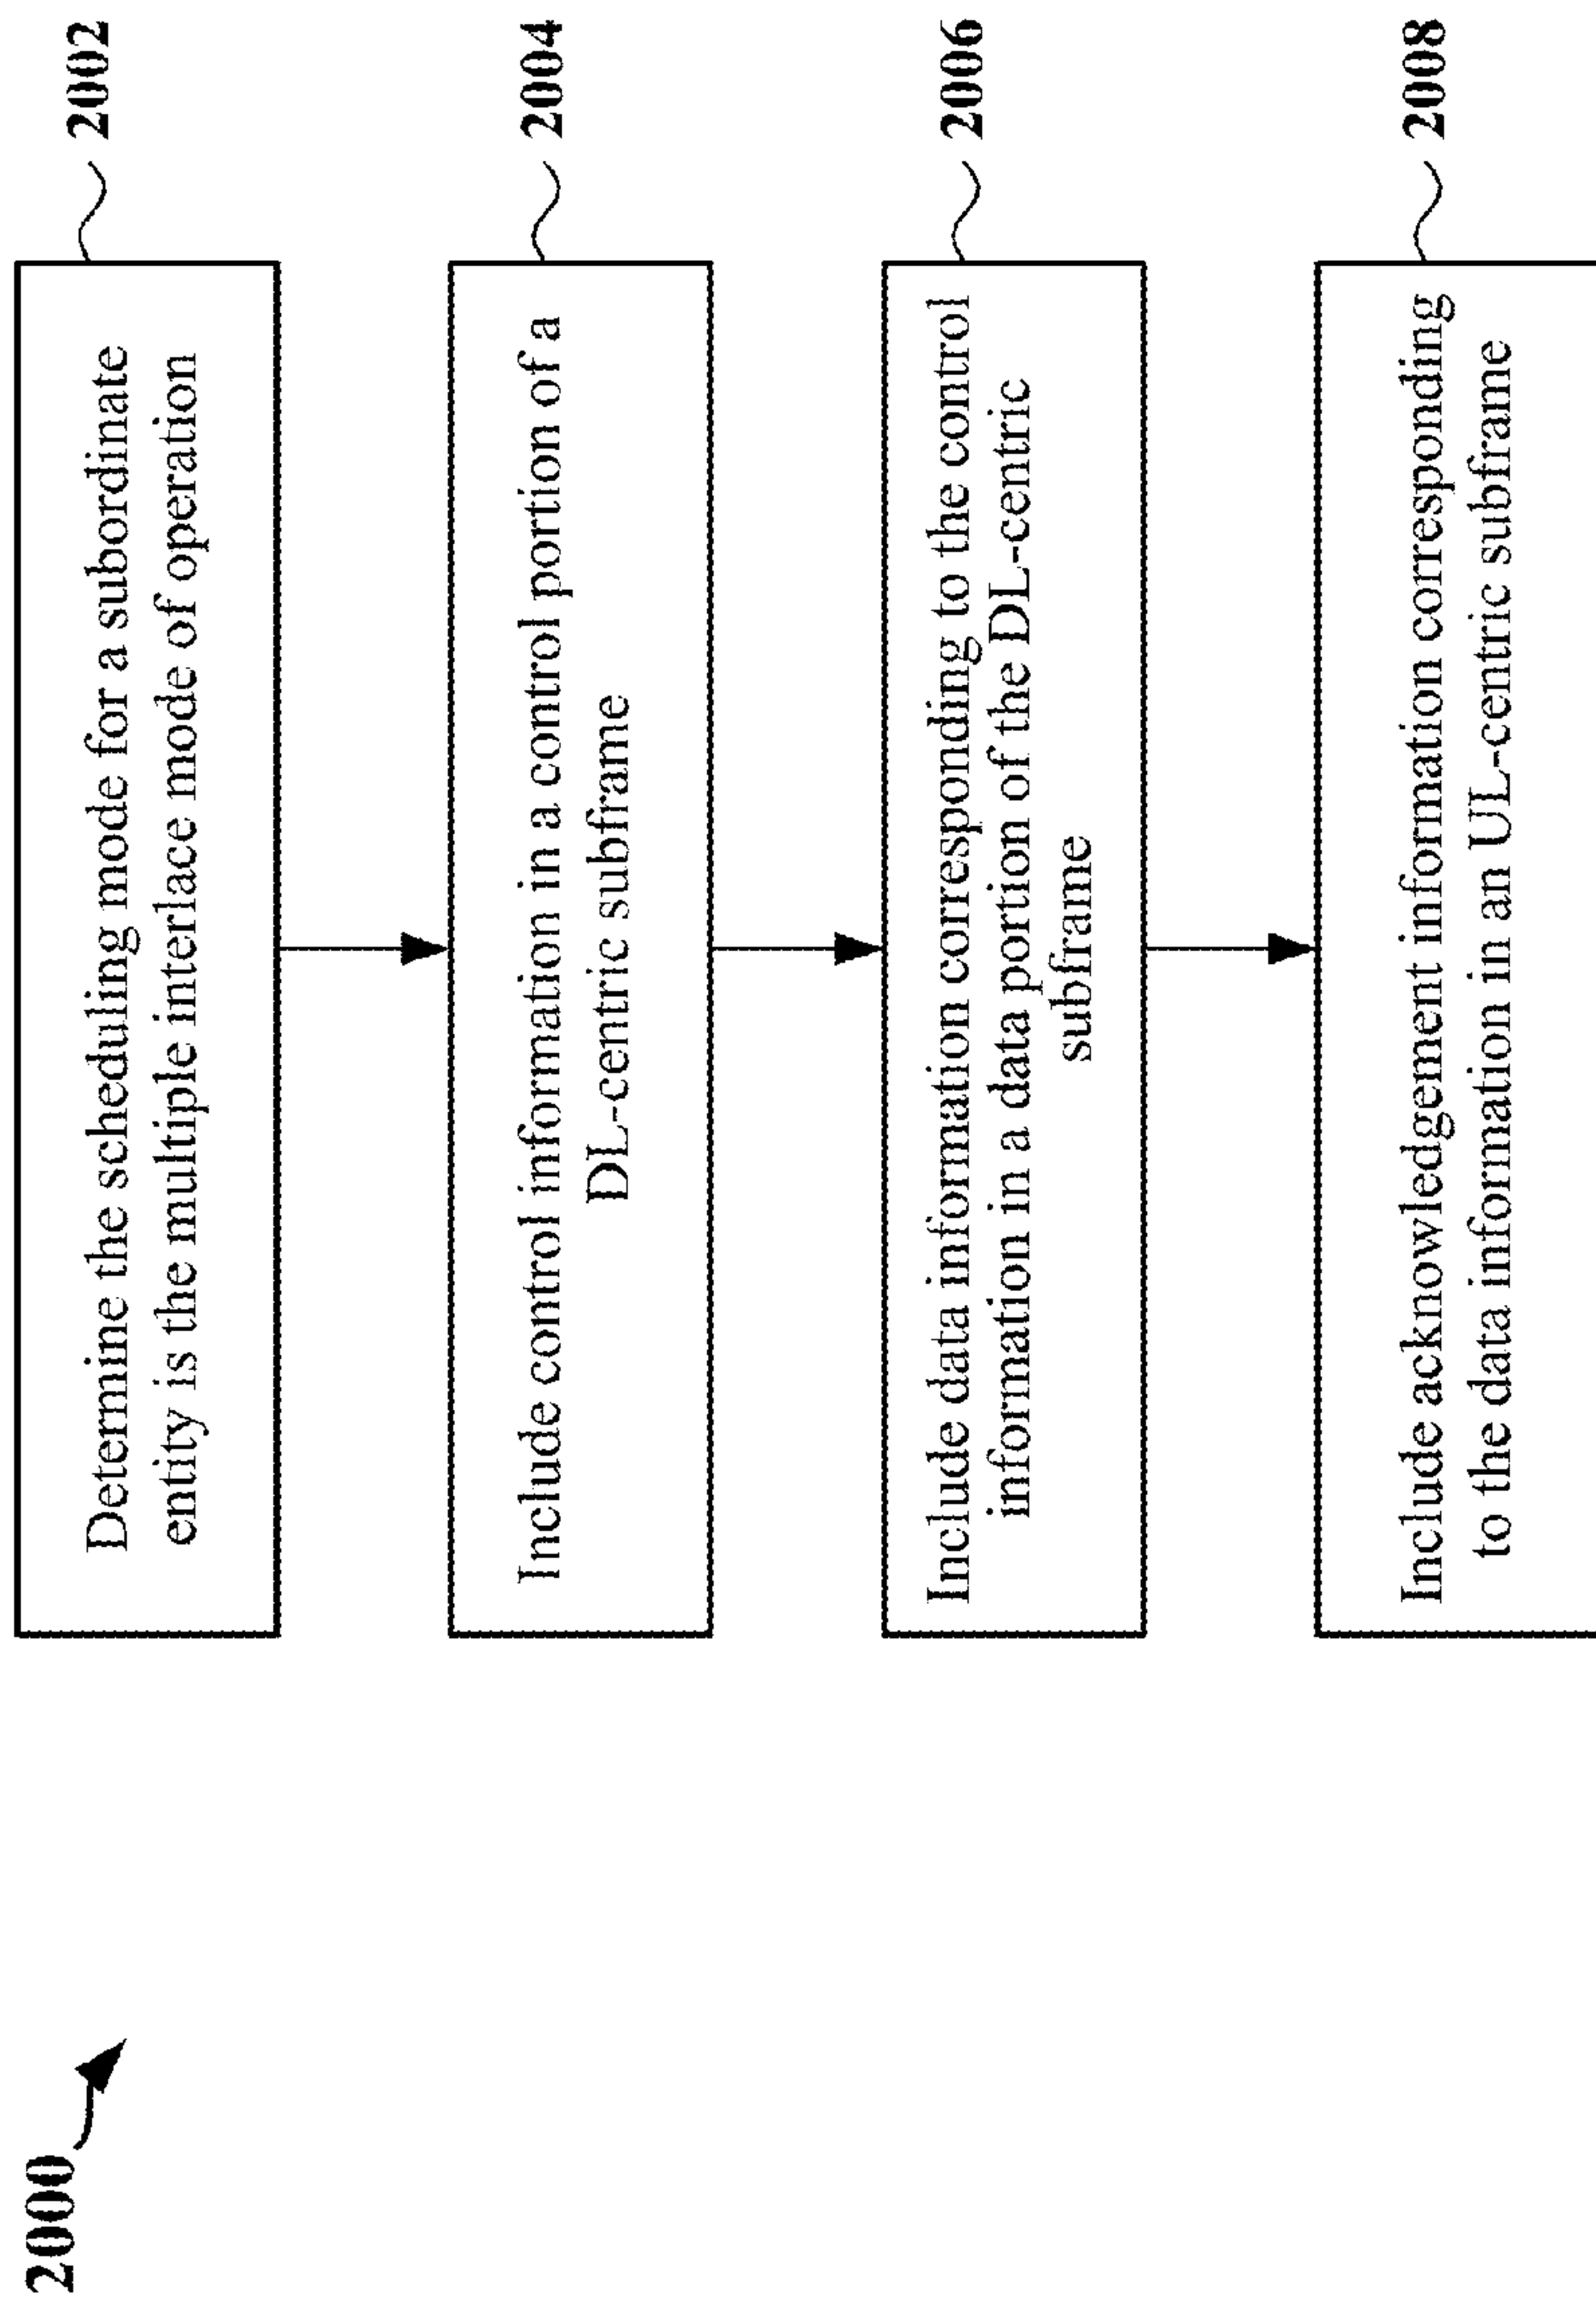 2000
Determine the scheduling mode for a subordinate
entity is the multiple interlace mode of operation
2002
Include control information in a control portion of a
DL-centric subframe
2004
Include data information corresponding to the control
information in a data portion of the DL-centric
subframe
2006
Include acknowledgement information corresponding
to the data information in an UL-centric subframe
2008